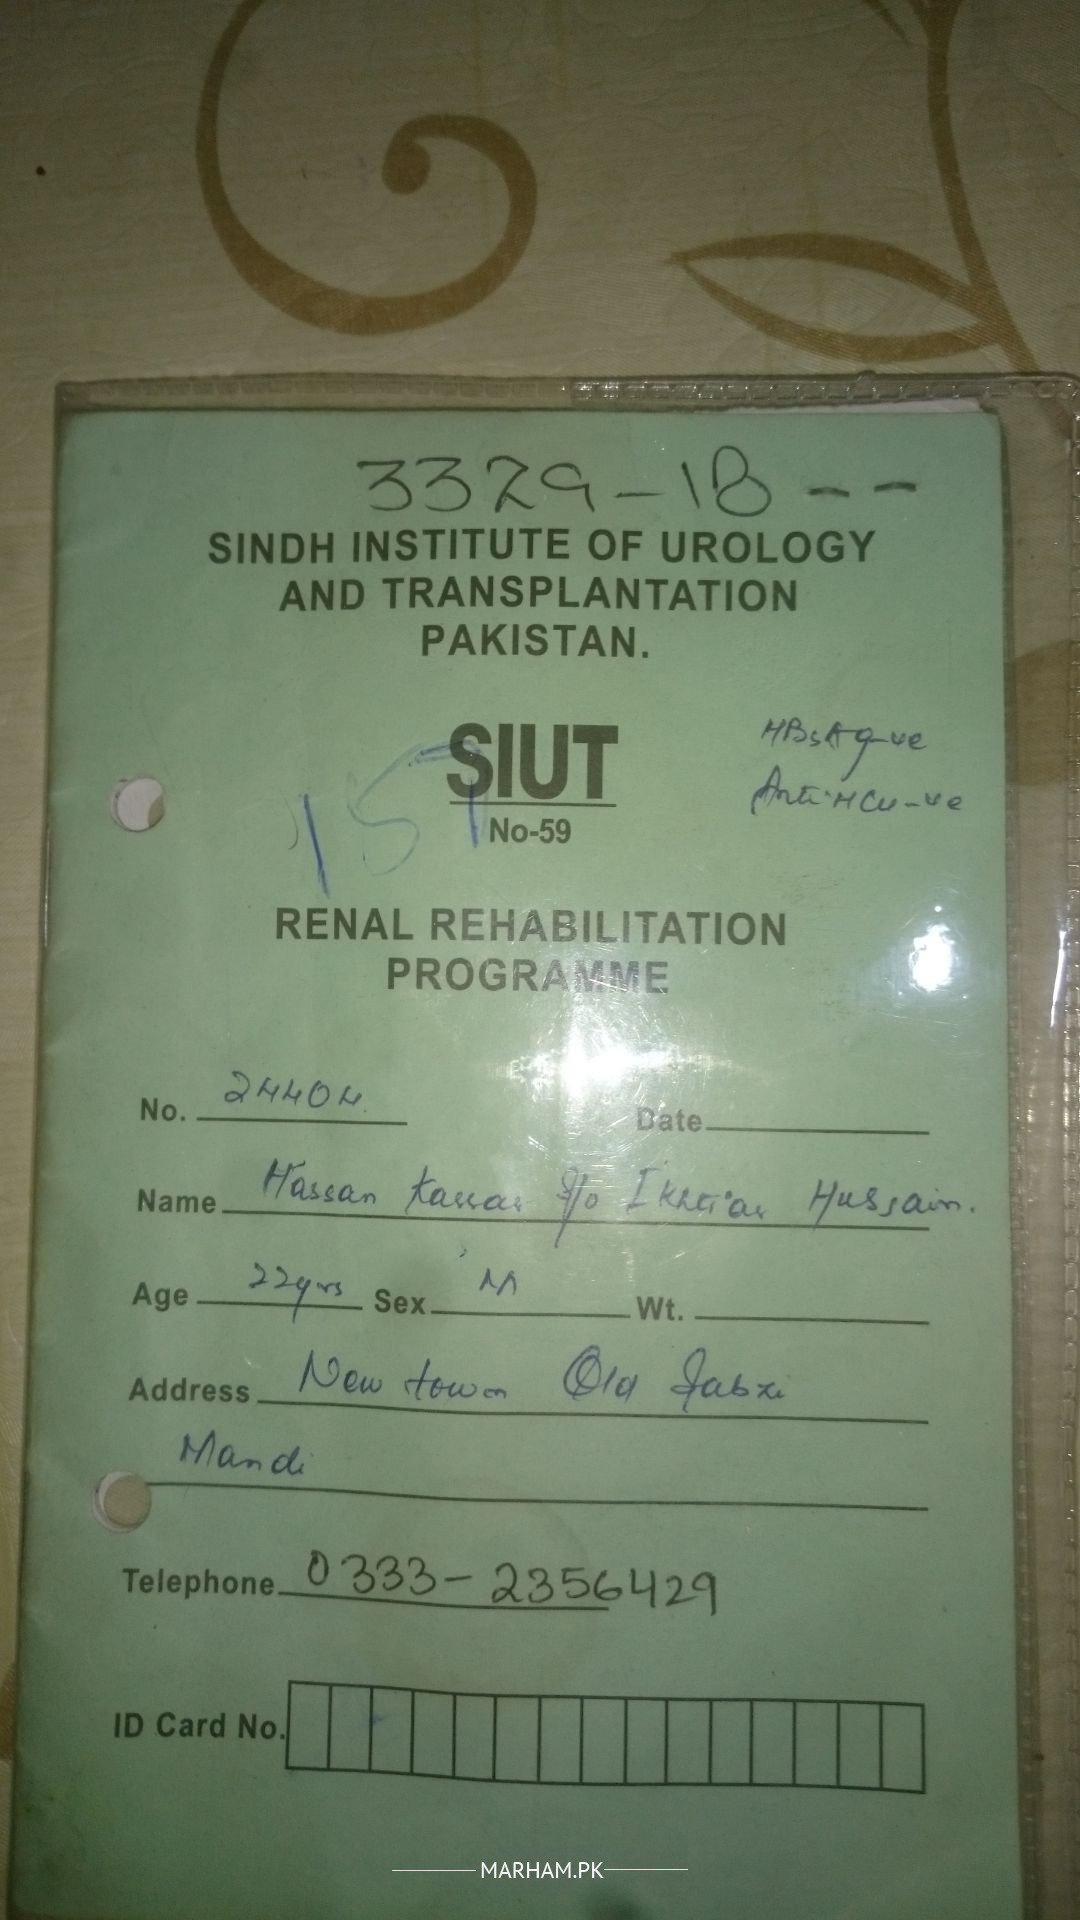 3329-18--
SINDH INSTITUTE OF UROLOGY
AND TRANSPLANTATION
PAKISTAN.
SIUT
HBsAg-ve
Anti HCV-ve
No-59
RENAL REHABILITATION
PROGRAMME
No. 24404
Date
Name Hassan s/o Hussain.
Age 22yrs Sex M Wt.
Address New town Old Sabzi
Mandi
Telephone 0333-2356429
ID Card No.
MARHAM.PK